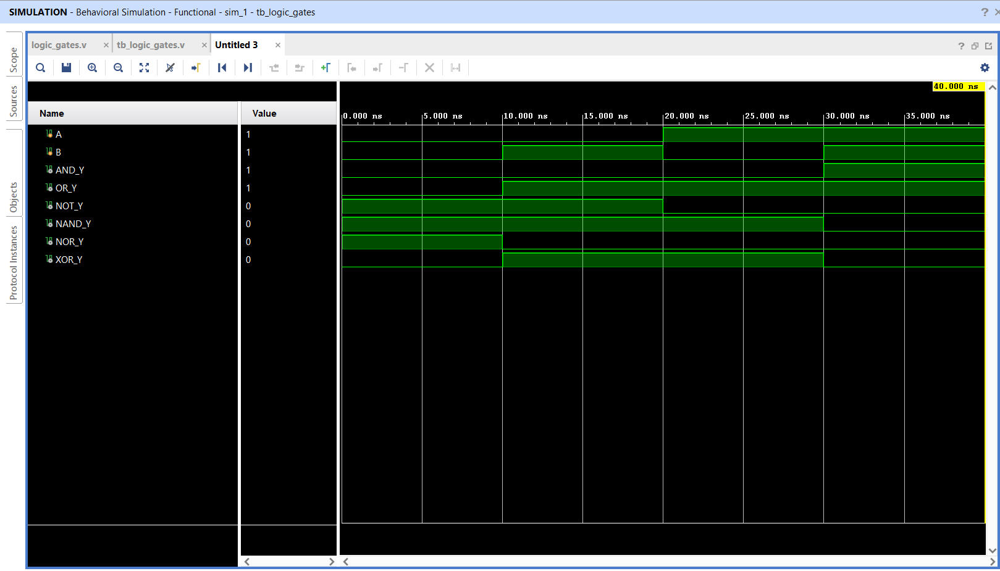 SIMULATION - Behavioral Simulation - Functional - sim_1 - tb_logic_gates
Scope
Sources
Objects
Protocol Instances
logic_gates.v
tb_logic_gates.v
Untitled 3
40.000 ns
Name Value
0.000 ns 5.000 ns 10.000 ns 15.000 ns 20.000 ns 25.000 ns 30.000 ns 35.000 ns
A 1
B 1
AND_Y 1
OR_Y 1
NOT_Y 0
NAND_Y 0
NOR_Y 0
XOR_Y 0